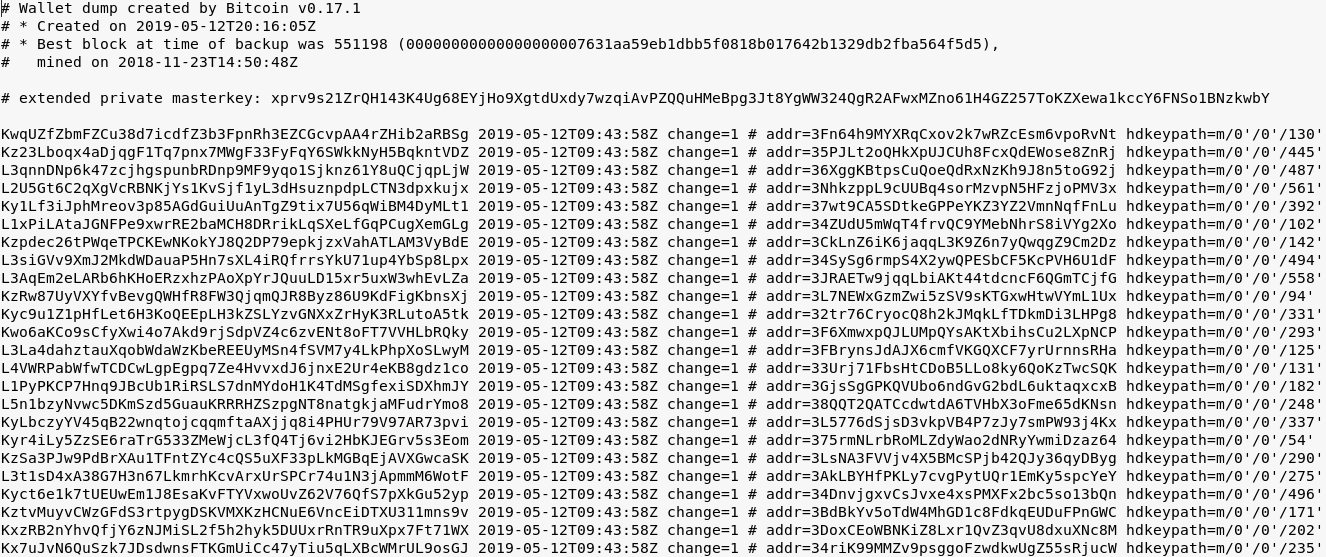 # Wallet dump created by Bitcoin v0.17.1
# * Created on 2019-05-12T20:16:05Z
# * Best block at time of backup was 551198 (00000000000000000007631aa59eb1dbb5f0818b017642b1329db2fba564f5d5),
#   mined on 2018-11-23T14:50:48Z
# extended private masterkey: xprv9s21ZrQH143K4Ug68EYjHo9XgtdUxdy7wzqiAvPZQQuHMeBpg3Jt8YgWW324QgR2AFwxMZno61H4GZ257ToKZXewa1kccY6FNSo1BNzkwbY
KwqUZfZbmFZCu38d7icdfZ3b3FpnRh3EZCGcvpAA4rZHib2aRBSg 2019-05-12T09:43:58Z change=1 # addr=3Fn64h9MYXRqCxov2k7wRZcEsm6vpoRvNt hdkeypath=m/0'/0'/130'
Kz23Lboqx4aDjqgF1Tq7pnx7MWgF33FyFqY6SWkkNyH5BqkntVDZ 2019-05-12T09:43:58Z change=1 # addr=35PJLt2oQHkXpUJCUh8FcxQdEWose8ZnRj hdkeypath=m/0'/0'/445'
L3qnnDNp6k47zcjhgspunbRDnp9MF9yqo1Sjknz61Y8uQCjqpLjW 2019-05-12T09:43:58Z change=1 # addr=36XggKBtpsCuQoeQdRxNzKh9J8n5toG92j hdkeypath=m/0'/0'/487'
L2U5Gt6C2qXgVcRBNKjYs1KvSjf1yL3dHsuznpdpLCTN3dpxkujx 2019-05-12T09:43:58Z change=1 # addr=3NhkzppL9cUUBq4sorMzvpN5HFzjoPMV3x hdkeypath=m/0'/0'/561'
Ky1Lf3iJphMreov3p85AGdGuiUuAnTgZ9tix7U56qWiBM4DyMLt1 2019-05-12T09:43:58Z change=1 # addr=37wt9CA5SDtkeGPPeYKZ3YZ2VmnNqfFnLu hdkeypath=m/0'/0'/392'
L1xPiLAtaJGNFPe9xwrRE2baMCH8DRrikLqSXeLfGqPCugXemGLg 2019-05-12T09:43:58Z change=1 # addr=34ZUdU5mWqT4frvQC9YMebNhrS8iVYg2Xo hdkeypath=m/0'/0'/102'
Kzpdec26tPWqeTPCKEwNKokYJ8Q2DP79epkjzxVahATLAM3VyBdE 2019-05-12T09:43:58Z change=1 # addr=3CkLnZ6iK6jaqqL3K9Z6n7yQwqgZ9Cm2Dz hdkeypath=m/0'/0'/142'
L3siGVv9XmJ2MkdWDauaP5Hn7sXL4iRQfrrsYkU71up4YbSp8Lpx 2019-05-12T09:43:58Z change=1 # addr=34SySg6rmpS4X2ywQPESbCF5KcPVH6U1dF hdkeypath=m/0'/0'/494'
L3AqEm2eLARb6hKHoERzxhzPAoXpYrJQuuLD15xr5uxW3whEvLZa 2019-05-12T09:43:58Z change=1 # addr=3JRAETw9jqqLbiAKt44tdcncF6QGmTCjfG hdkeypath=m/0'/0'/558'
KzRw87UyVXYfvBevgQWHfR8FW3QjqmQJR8Byz86U9KdFigKbnsXj 2019-05-12T09:43:58Z change=1 # addr=3L7NEWxGzmZwi5zSV9sKTGxwHtwVYmL1Ux hdkeypath=m/0'/0'/94'
Kyc9u1Z1pHfLet6H3KoQEEpLH3kZSLYzvGNXxZrHyK3RLutoA5tk 2019-05-12T09:43:58Z change=1 # addr=32tr76CryocQ8h2kJMqkLfTDkmDi3LHPg8 hdkeypath=m/0'/0'/331'
Kwo6aKCo9sCfyXwi4o7Akd9rjSdpVZ4c6zvENt8oFT7VVHLbRQky 2019-05-12T09:43:58Z change=1 # addr=3F6XmwxpQJLUMpQYsAKtXbihsCu2LXpNCP hdkeypath=m/0'/0'/293'
L3La4dahztauXqobWdaWzKbeREEUyMSn4fSVM7y4LkPhpXoSLwyM 2019-05-12T09:43:58Z change=1 # addr=3FBrynsJdAJX6cmfVKGQXCF7yrUrnnsRHa hdkeypath=m/0'/0'/125'
L4VWRPabWfwTCDCwLgpEgpq7Ze4HvvxdJ6jnxE2Ur4eKB8gdz1co 2019-05-12T09:43:58Z change=1 # addr=33Urj71FbsHtCDoB5LLo8ky6QoKzTwcSQK hdkeypath=m/0'/0'/131'
L1PyPKCP7Hnq9JBcUb1RiRSLS7dnMYdoH1K4TdMSgfexiSDXhmJY 2019-05-12T09:43:58Z change=1 # addr=3GjsSgGPKQVUbo6ndGvG2bdL6uktaqxcxB hdkeypath=m/0'/0'/182'
L5n1bzyNvwc5DKmSzd5GuauKRRRHZSzpgNT8natgkjaMFudrYmo8 2019-05-12T09:43:58Z change=1 # addr=38QQT2QATCcdwtdA6TVHbX3oFme65dKNsn hdkeypath=m/0'/0'/248'
KyLbczyYV45qB22wnqtojcqqmftaAXjjq8i4PHUr79V97AR73pvi 2019-05-12T09:43:58Z change=1 # addr=3L5776dSjsD3vkpVB4P7zJy7smPW93j4Kx hdkeypath=m/0'/0'/337'
Kyr4iLy5ZzSE6raTrG533ZMeWjcL3fQ4Tj6vi2HbKJEGrv5s3Eom 2019-05-12T09:43:58Z change=1 # addr=375rmNLrbRoMLZdyWao2dNRyYwmiDzaz64 hdkeypath=m/0'/0'/54'
KzSa3PJw9PdBrXAu1TFntZYc4cQS5uXF33pLkMGBqEjAVXGwcaSK 2019-05-12T09:43:58Z change=1 # addr=3LsNA3FVVjv4X5BMcSPjb42QJy36qyDByg hdkeypath=m/0'/0'/290'
L3t1sD4xA38G7H3n67LkmrhKcvArxUrSPCr74u1N3jApmmM6WotF 2019-05-12T09:43:58Z change=1 # addr=3AkLBYHfPKLy7cvgPytUQr1EmKy5spcYeY hdkeypath=m/0'/0'/275'
Kyct6e1k7tUEUwEm1J8EsaKvFTYVxwoUvZ62V76QfS7pXkGu52yp 2019-05-12T09:43:58Z change=1 # addr=34DnvjgxvCsJvxe4xsPMXFx2bc5so13bQn hdkeypath=m/0'/0'/496'
KztvMuyvCWzGFdS3rtpygDSKVMXKzHCNuE6VncEiDTXU311mns9v 2019-05-12T09:43:58Z change=1 # addr=3BdBkYv5oTdW4MhGD1c8FdkqEUDuFPnGWC hdkeypath=m/0'/0'/171'
KxzRB2nYhvQfjY6zNJMiSL2f5h2hyk5DUUxrRnTR9uXpx7Ft71WX 2019-05-12T09:43:58Z change=1 # addr=3DoxCEoWBNKiZ8Lxr1QvZ3qvU8dxuXNc8M hdkeypath=m/0'/0'/202'
Kx7uJvN6QuSzk7JDsdwnsFTKGmUiCc47yTiu5qLXBcWMrUL9osGJ 2019-05-12T09:43:58Z change=1 # addr=34riK99MMZv9psggoFzwdkwUgZ55sRjucW hdkeypath=m/0'/0'/235'